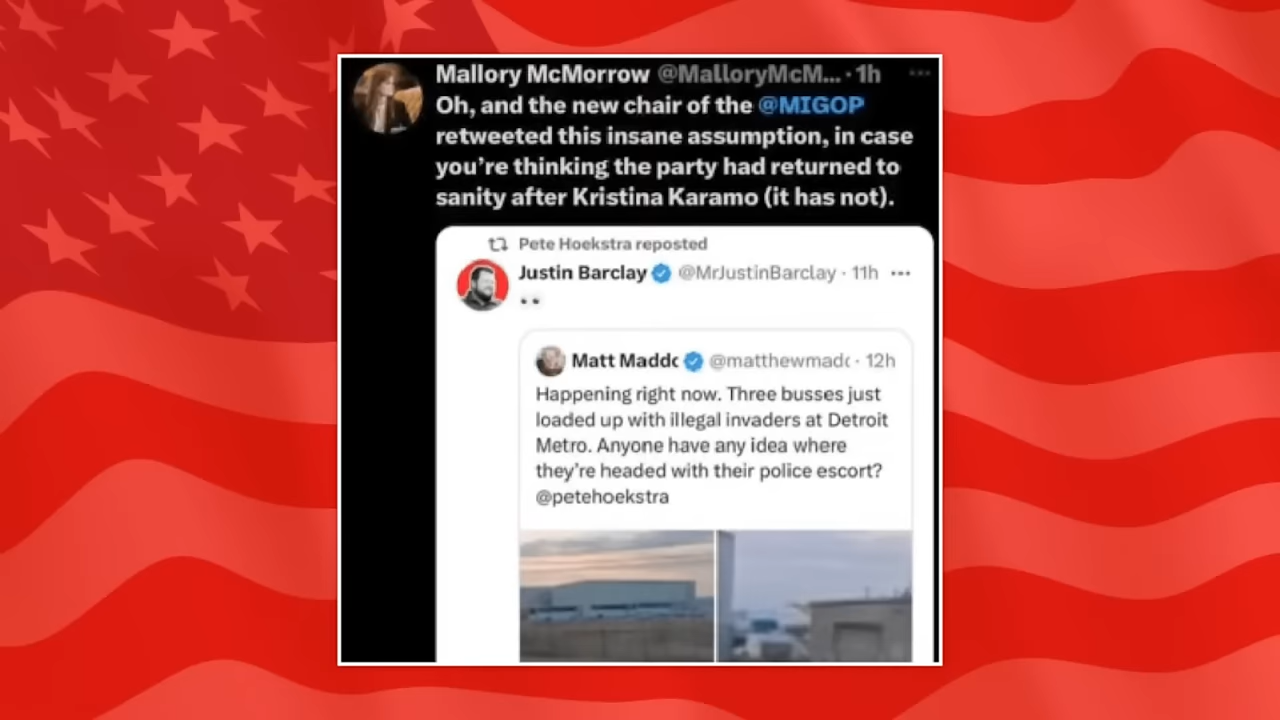 Mallory McMorrow @MalloryMcM... · 1h
Oh, and the new chair of the @MIGOP
retweeted this insane assumption, in case
you're thinking the party had returned to
sanity after Kristina Karamo (it has not).
Pete Hoekstra reposted
Justin Barclay @MrJustinBarclay · 11h
Matt Maddc @matthewmadc · 12h
Happening right now. Three busses just
loaded up with illegal invaders at Detroit
Metro. Anyone have any idea where
they're headed with their police escort?
@petehoekstra